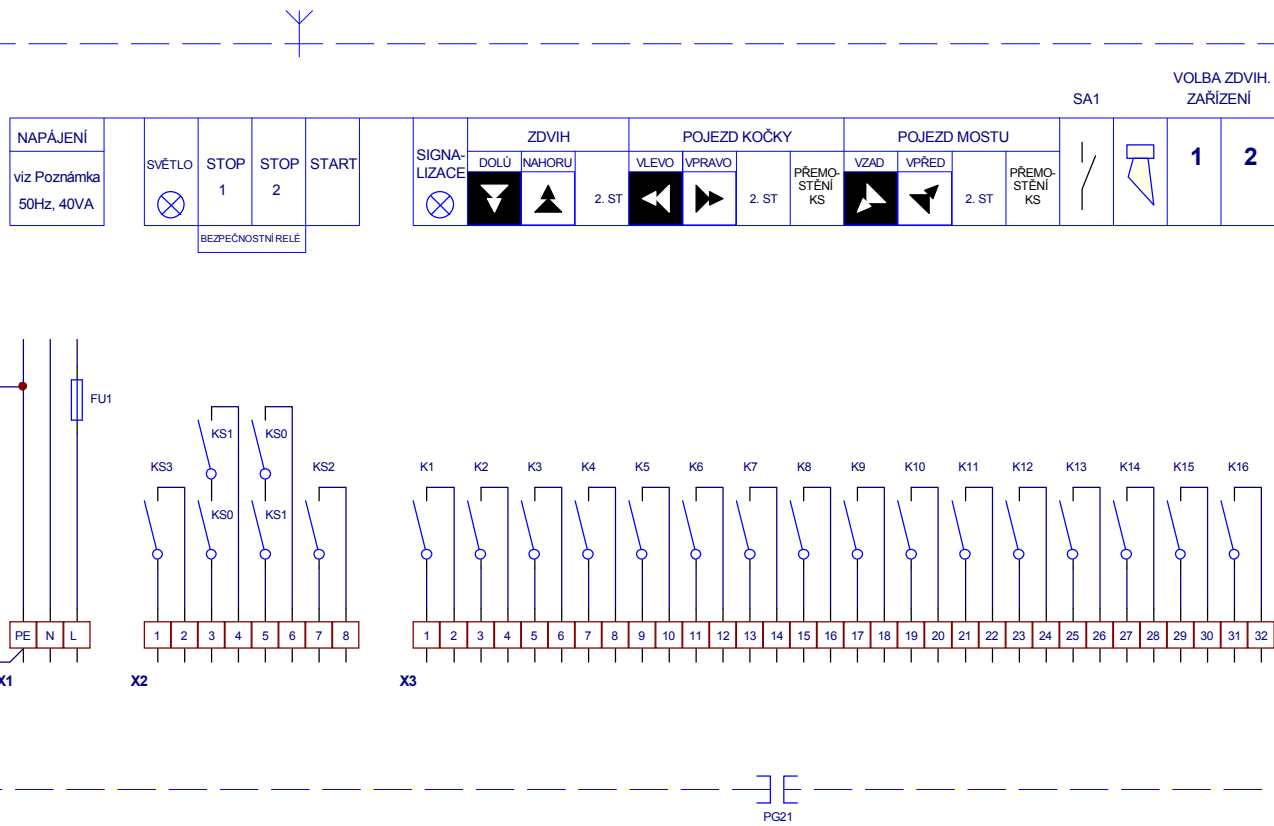 VOLBA ZDVIH.
SA1 ZAŘÍZENÍ
NAPÁJENÍ
viz Poznámka
50Hz, 40VA
SVĚTLO
STOP
1
STOP
2
START
BEZPEČNOSTNÍ RELÉ
SIGNA-
LIZACE
ZDVIH
DOLŮ NAHORU
2. ST
POJEZD KOČKY
VLEVO VPRAVO
2. ST
PŘEMO-
STĚNÍ
KS
POJEZD MOSTU
VZAD VPŘED
2. ST
PŘEMO-
STĚNÍ
KS
1 2
FU1
KS1 KS0
KS3 KS2 K1 K2 K3 K4 K5 K6 K7 K8 K9 K10 K11 K12 K13 K14 K15 K16
KS0 KS1
PE N L 1 2 3 4 5 6 7 8 1 2 3 4 5 6 7 8 9 10 11 12 13 14 15 16 17 18 19 20 21 22 23 24 25 26 27 28 29 30 31 32
X1 X2 X3
PG21